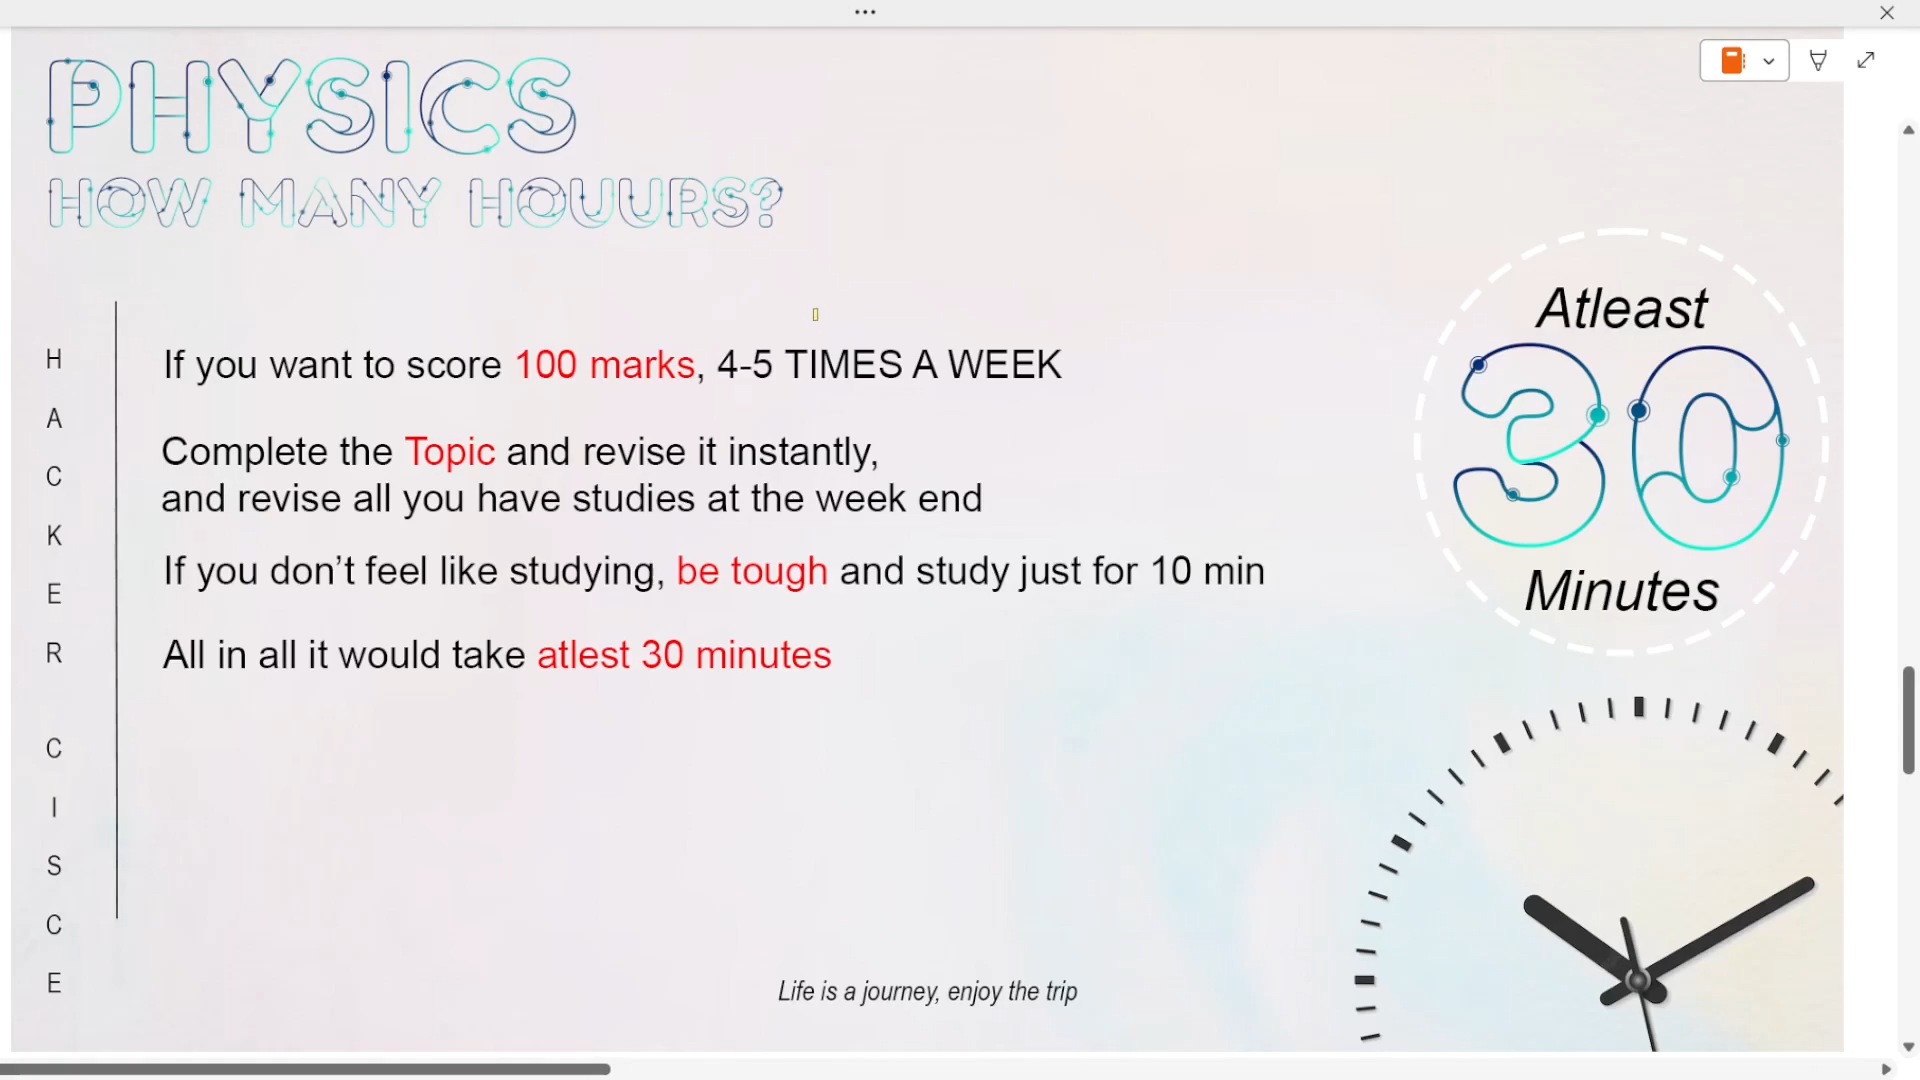 PHYSICS
HOW MANY HOUURS?
If you want to score 100 marks, 4-5 TIMES A WEEK
Complete the Topic and revise it instantly,
and revise all you have studies at the week end
If you don’t feel like studying, be tough and study just for 10 min
All in all it would take atlest 30 minutes
Atleast
30
Minutes
H
A
C
K
E
R
C
I
S
C
E
Life is a journey, enjoy the trip